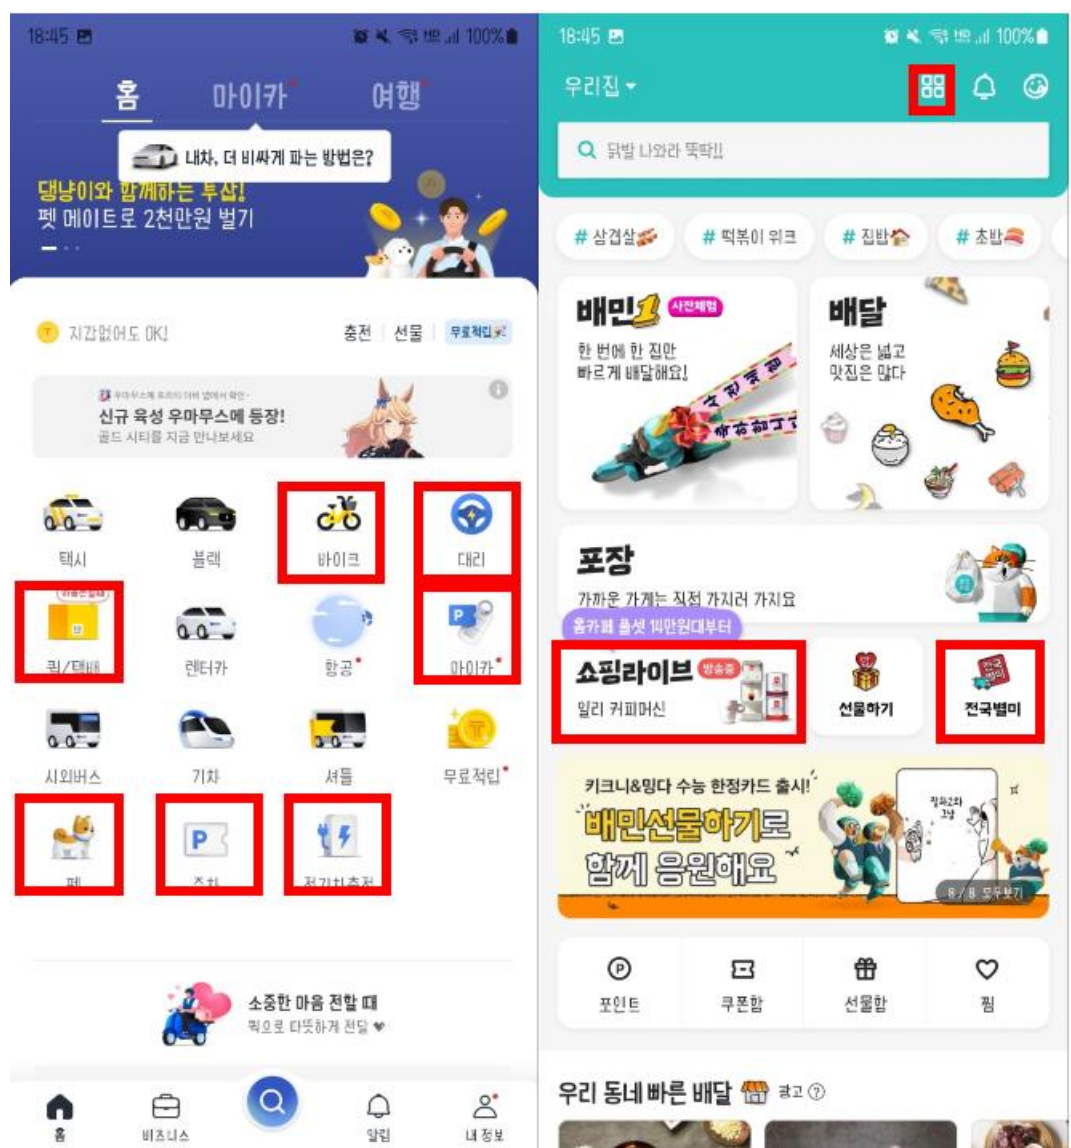 18:45
100%
홈
마이카
여행
내차, 더 비싸게 파는 방법은?
댕냥이와 함께하는 투잡!
펫 메이트로 2천만원 벌기
지갑없어도 OK!
충전
선물
무료적립
신규 육성 우마무스메 등장!
골드 시티를 지금 만나보세요
택시
블랙
바이크
대리
퀵/택배
렌터카
항공
마이카
시외버스
기차
셔틀
무료적립
펫
주차
전기차충전
소중한 마음 전할 때
퀵으로 따뜻하게 전달
홈
비즈니스
알림
내 정보
18:45
100%
우리집
닭발 나와라 뚝딱!!
# 삼겹살
# 떡볶이 위크
# 집밥
# 초밥
배민1 사전체험
한 번에 한 집만
빠르게 배달해요!
배달
세상은 넓고
맛집은 많다
포장
가까운 가게는 직접 가지러 가지요
홈카페 풀셋 14만원대부터
쇼핑라이브 방송중
일리 커피머신
선물하기
전국별미
키크니&밍다 수능 한정카드 출시!
배민선물하기로
함께 응원해요
8 / 8 모두보기
포인트
쿠폰함
선물함
찜
우리 동네 빠른 배달 광고